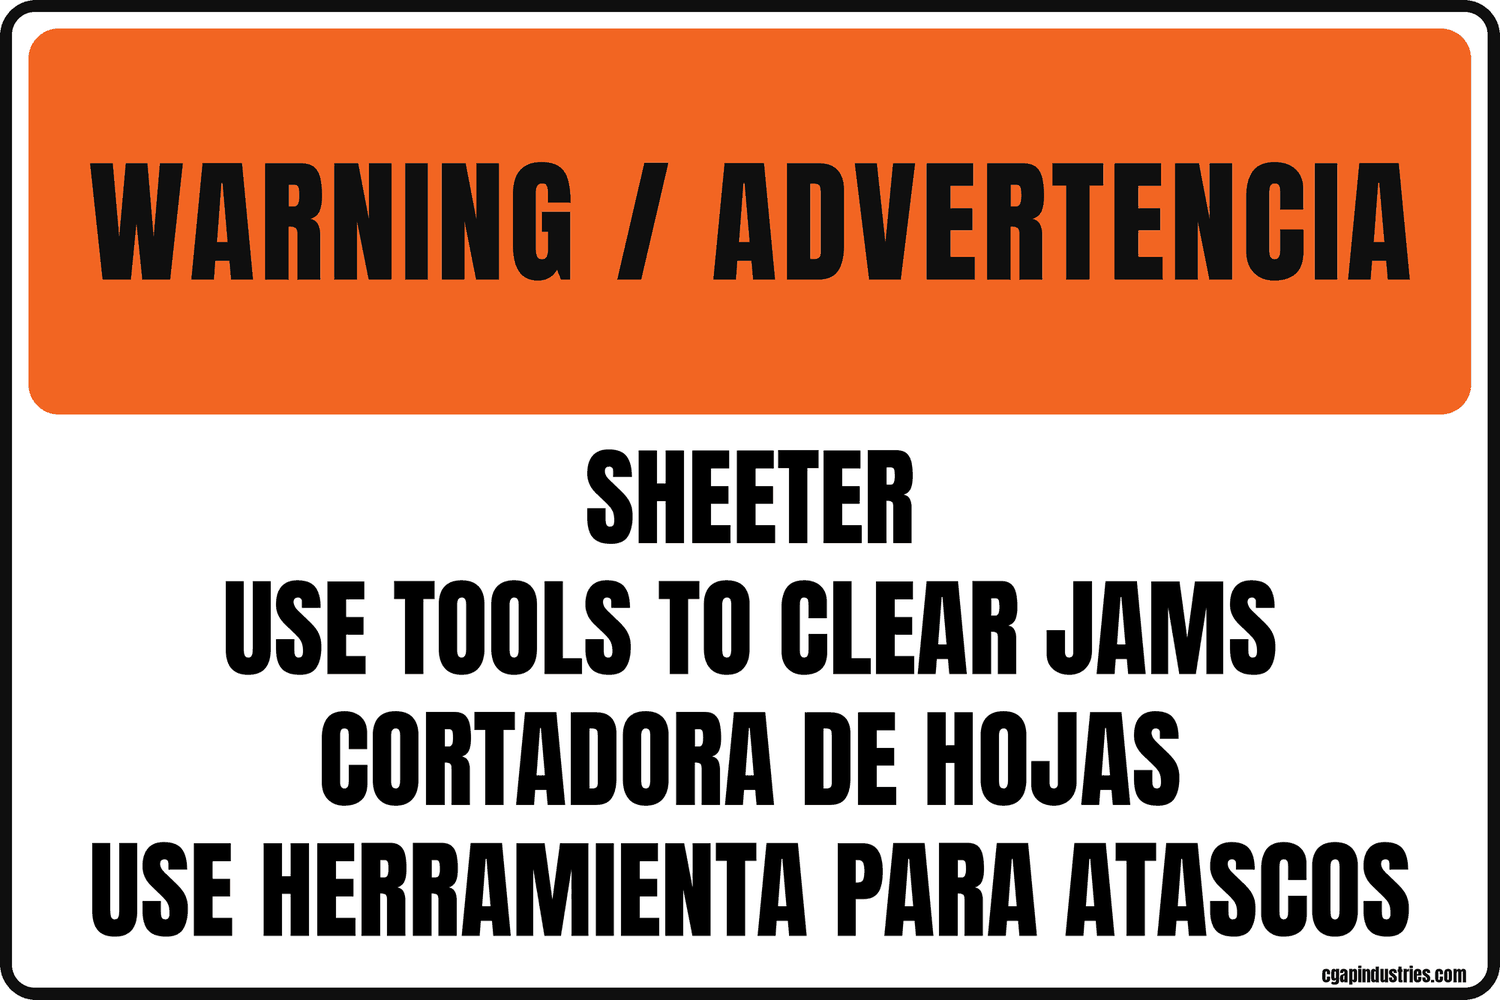 WARNING / ADVERTENCIA
SHEETER
USE TOOLS TO CLEAR JAMS
CORTADORA DE HOJAS
USE HERRAMIENTA PARA ATASCOS
cgapindustries.com